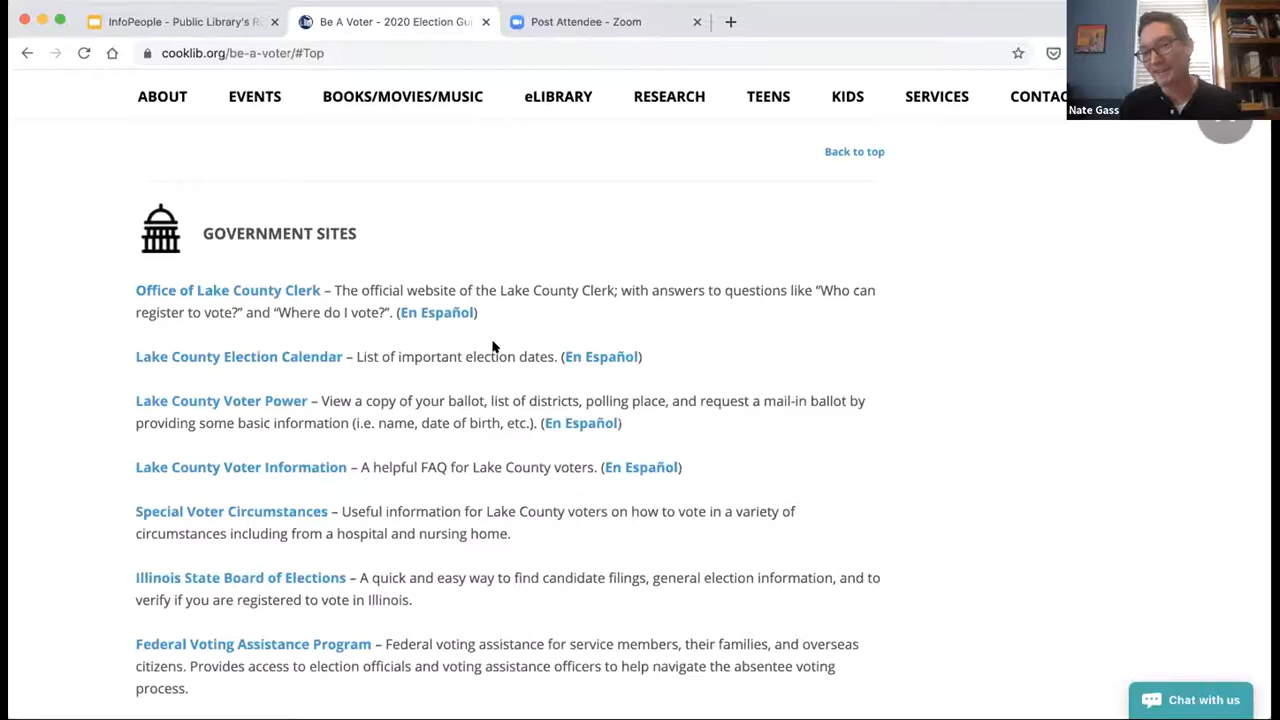 InfoPeople - Public Library's R
Be A Voter - 2020 Election Gu
Post Attendee - Zoom
cooklib.org/be-a-voter/#Top
Nate Gass
ABOUT EVENTS BOOKS/MOVIES/MUSIC eLIBRARY RESEARCH TEENS KIDS SERVICES CONTAC
Back to top
GOVERNMENT SITES
Office of Lake County Clerk – The official website of the Lake County Clerk; with answers to questions like “Who can
register to vote?” and “Where do I vote?”. (En Español)
Lake County Election Calendar – List of important election dates. (En Español)
Lake County Voter Power – View a copy of your ballot, list of districts, polling place, and request a mail-in ballot by
providing some basic information (i.e. name, date of birth, etc.). (En Español)
Lake County Voter Information – A helpful FAQ for Lake County voters. (En Español)
Special Voter Circumstances – Useful information for Lake County voters on how to vote in a variety of
circumstances including from a hospital and nursing home.
Illinois State Board of Elections – A quick and easy way to find candidate filings, general election information, and to
verify if you are registered to vote in Illinois.
Federal Voting Assistance Program – Federal voting assistance for service members, their families, and overseas
citizens. Provides access to election officials and voting assistance officers to help navigate the absentee voting
process.
Chat with us